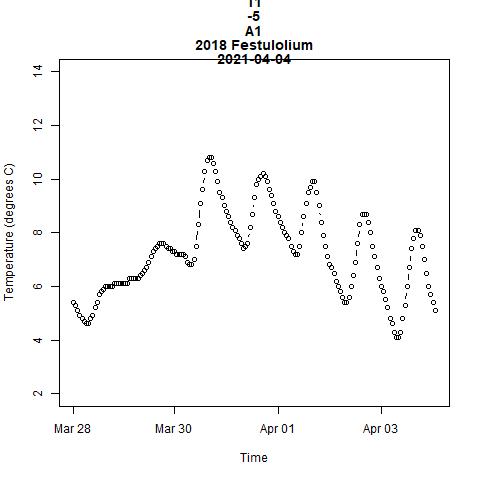 T1
-5
A1
2018 Festulolium
2021-04-04
14
12
10
8
6
4
2
Temperature (degrees C)
Mar 28
Mar 30
Apr 01
Apr 03
Time